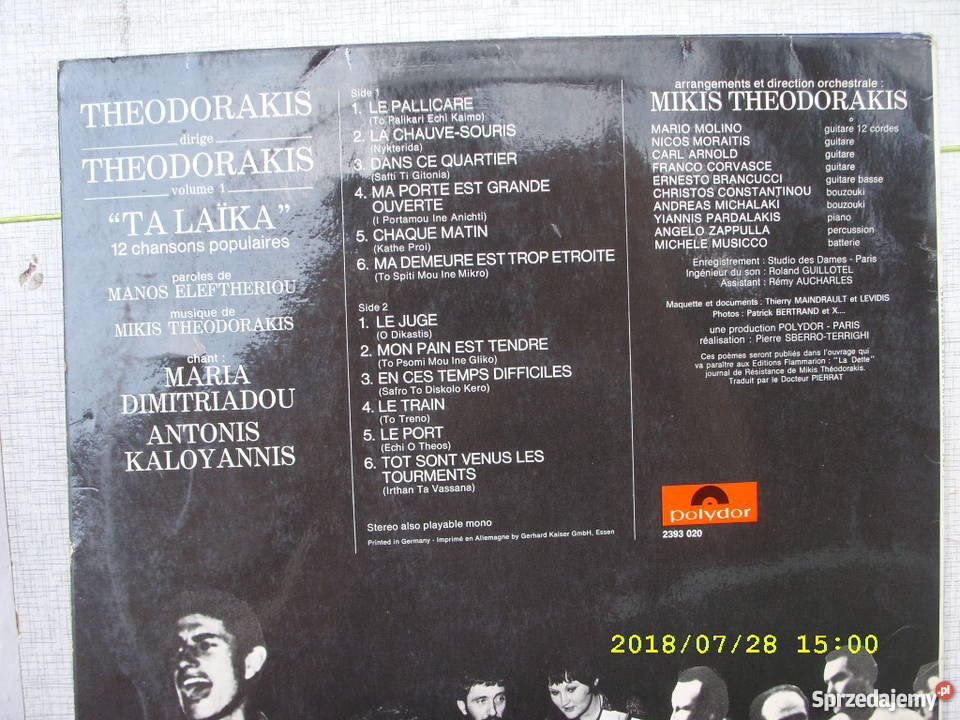 THEODORAKIS
dirige
THEODORAKIS
volume 1
“TA LAÏKA”
12 chansons populaires
paroles de
MANOS ELEFTHERIOU
musique de
MIKIS THEODORAKIS
chant :
MARIA
DIMITRIADOU
ANTONIS
KALOYANNIS
Side 1
1. LE PALLICARE
(To Palikari Echi Kaimo)
2. LA CHAUVE-SOURIS
(Nykterida)
3. DANS CE QUARTIER
(Safti Ti Gitonia)
4. MA PORTE EST GRANDE
OUVERTE
(I Portamou Ine Anichti)
5. CHAQUE MATIN
(Kathe Proi)
6. MA DEMEURE EST TROP ETROITE
(To Spiti Mou Ine Mikro)
Side 2
1. LE JUGE
(O Dikastis)
2. MON PAIN EST TENDRE
(To Psomi Mou Ine Gliko)
3. EN CES TEMPS DIFFICILES
(Safro To Diskolo Kero)
4. LE TRAIN
(To Treno)
5. LE PORT
(Echi O Theos)
6. TOT SONT VENUS LES
TOURMENTS
(Irthan Ta Vassana)
Stereo also playable mono
Printed in Germany - Imprimé en Allemagne by Gerhard Kaiser GmbH., Essen
arrangements et direction orchestrale :
MIKIS THEODORAKIS
MARIO MOLINO guitare 12 cordes
NICOS MORAITIS guitare
CARL ARNOLD guitare
FRANCO CORVASCE guitare
ERNESTO BRANCUCCI guitare basse
CHRISTOS CONSTANTINOU bouzouki
ANDREAS MICHALAKI bouzouki
YIANNIS PARDALAKIS piano
ANGELO ZAPPULLA percussion
MICHELE MUSICCO batterie
Enregistrement : Studio des Dames - Paris
Ingénieur du son : Roland GUILLOTEL
Assistant : Rémy AUCHARLES
Maquette et documents : Thierry MAINDRAULT et LEVIDIS
Photos : Patrick BERTRAND et X....
une production POLYDOR - PARIS
réalisation : Pierre SBERRO-TERRIGHI
Ces poèmes seront publiés dans l'ouvrage qui
va paraître aux Editions Flammarion : "La Dette"
journal de Résistance de Mikis Théodorakis.
Traduit par le Docteur PIERRAT
polydor
2393 020
2018/07/28 15:00
Sprzedajemy.pl